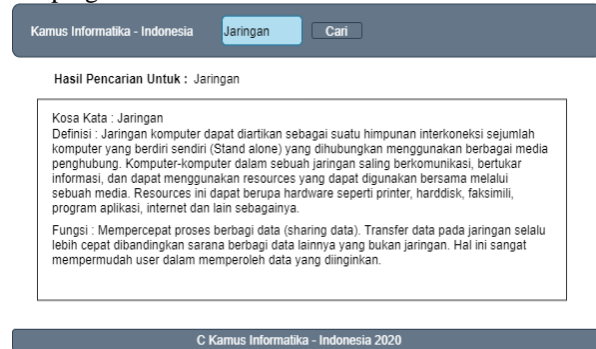 Kamus Informatika - Indonesia Jaringan Cari
Hasil Pencarian Untuk : Jaringan
Kosa Kata : Jaringan
Definisi : Jaringan komputer dapat diartikan sebagai suatu himpunan interkoneksi sejumlah
komputer yang berdiri sendiri (Stand alone) yang dihubungkan menggunakan berbagai media
penghubung. Komputer-komputer dalam sebuah jaringan saling berkomunikasi, bertukar
informasi, dan dapat menggunakan resources yang dapat digunakan bersama melalui
sebuah media. Resources ini dapat berupa hardware seperti printer, harddisk, faksimili,
program aplikasi, internet dan lain sebagainya.
Fungsi : Mempercepat proses berbagi data (sharing data). Transfer data pada jaringan selalu
lebih cepat dibandingkan sarana berbagi data lainnya yang bukan jaringan. Hal ini sangat
mempermudah user dalam memperoleh data yang diinginkan.
C Kamus Informatika - Indonesia 2020